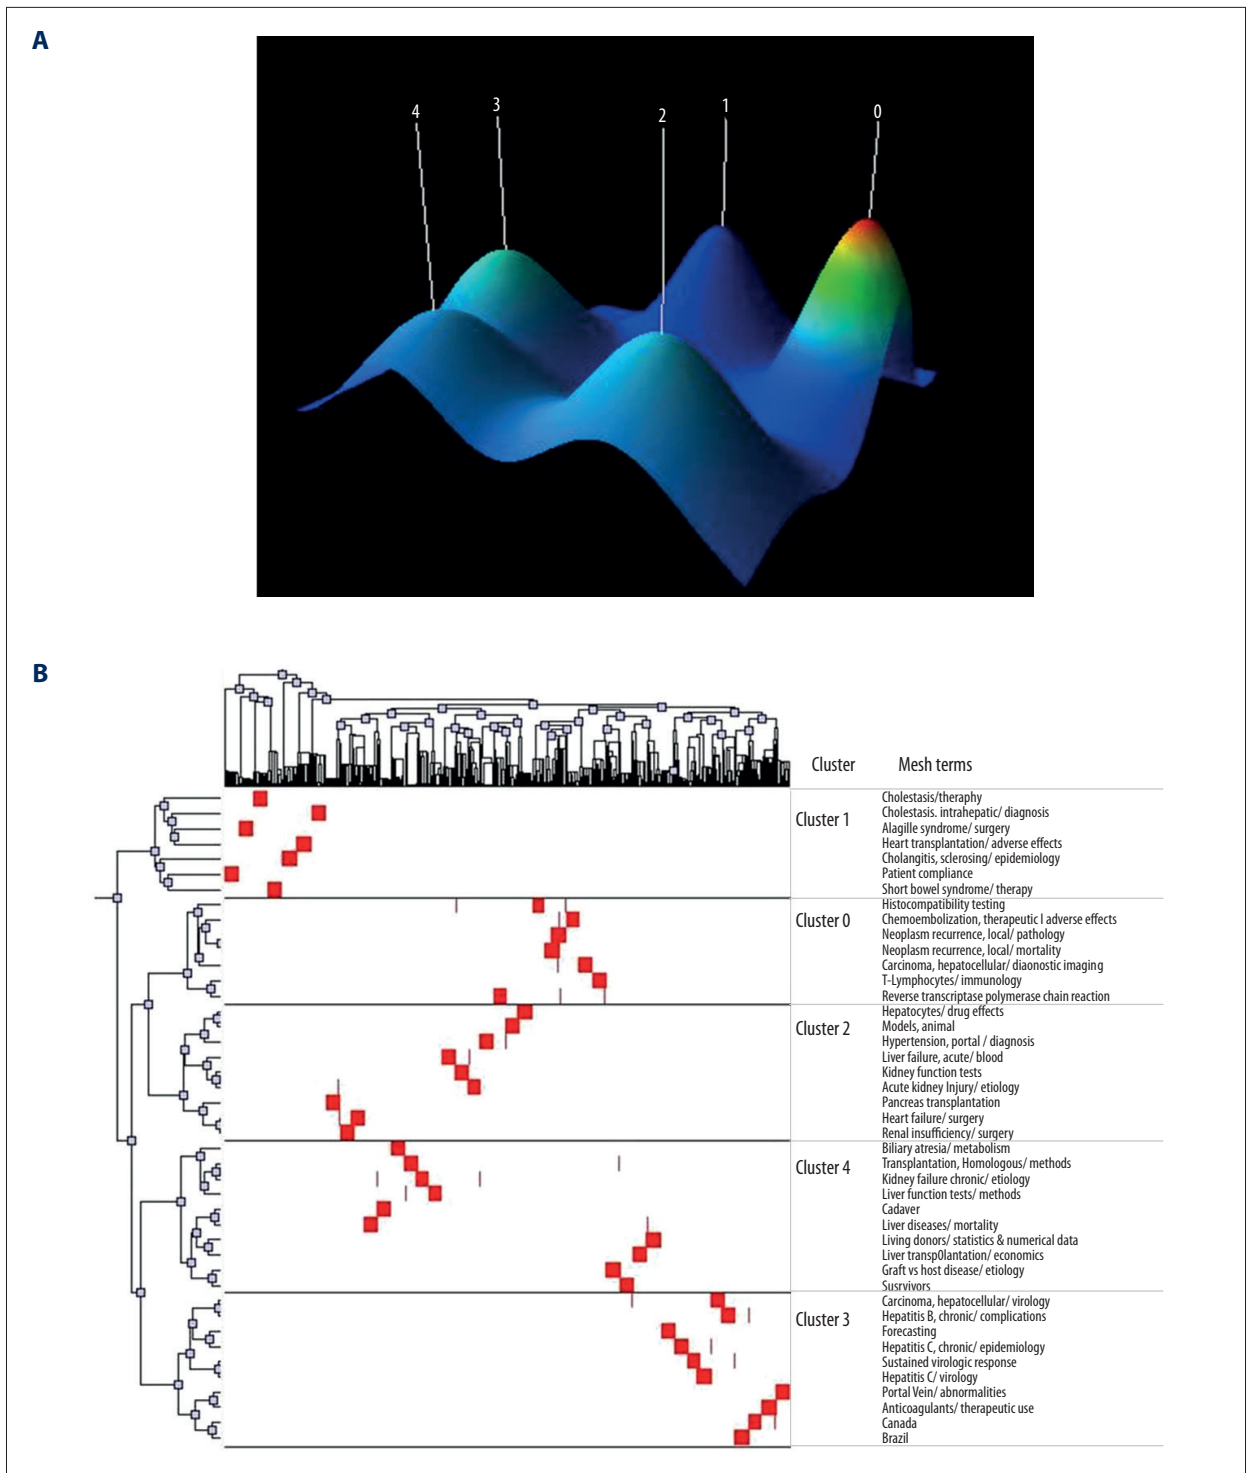 A
4
3
2
1
0
B
Cluster Mesh terms
Cluster 1
Cholestasis/theraphy
Cholestasis. intrahepatic/ diagnosis
Alagille syndrome/ surgery
Heart transplantation/ adverse effects
Cholangitis, sclerosing/ epidemiology
Patient compliance
Short bowel syndrome/ therapy
Cluster 0
Histocompatibility testing
Chemoembolization, therapeutic l adverse effects
Neoplasm recurrence, local/ pathology
Neoplasm recurrence, local/ mortality
Carcinoma, hepatocellular/ diaonostic imaging
T-Lymphocytes/ immunology
Reverse transcriptase polymerase chain reaction
Cluster 2
Hepatocytes/ drug effects
Models, animal
Hypertension, portal / diagnosis
Liver failure, acute/ blood
Kidney function tests
Acute kidney Injury/ etiology
Pancreas transplantation
Heart failure/ surgery
Renal insufficiency/ surgery
Cluster 4
Biliary atresia/ metabolism
Transplantation, Homologous/ methods
Kidney failure chronic/ etiology
Liver function tests/ methods
Cadaver
Liver diseases/ mortality
Living donors/ statistics & numerical data
Liver transp0lantation/ economics
Graft vs host disease/ etiology
Susrvivors
Cluster 3
Carcinoma, hepatocellular/ virology
Hepatitis B, chronic/ complications
Forecasting
Hepatitis C, chronic/ epidemiology
Sustained virologic response
Hepatitis C/ virology
Portal Vein/ abnormalities
Anticoagulants/ therapeutic use
Canada
Brazil